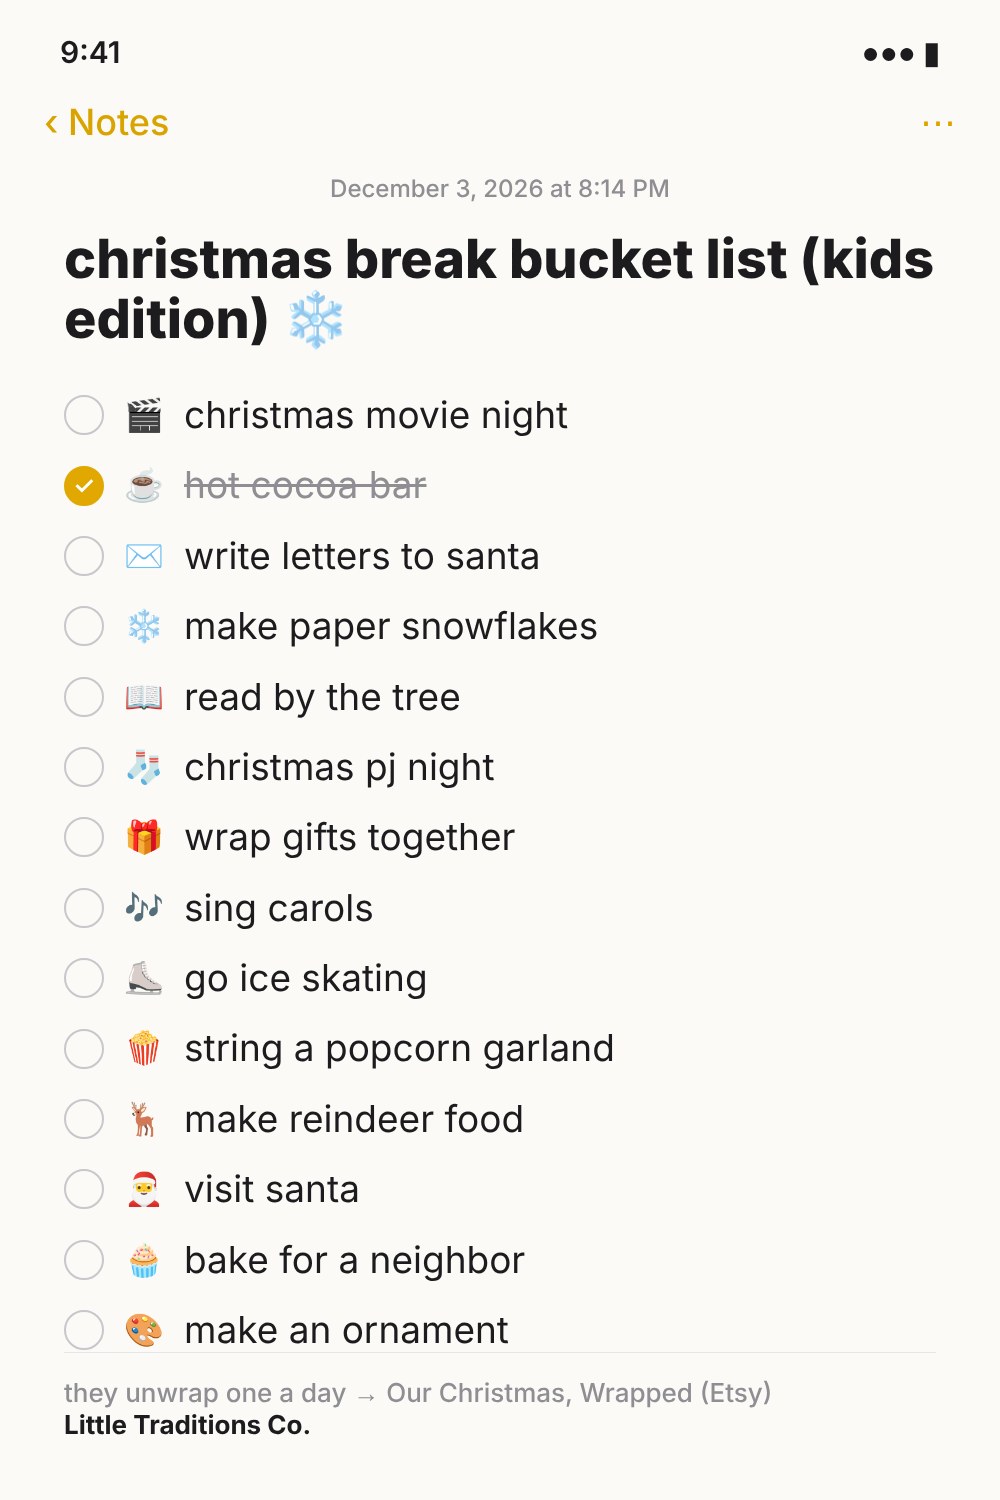 9:41
‹ Notes
···
December 3, 2026 at 8:14 PM
christmas break bucket list (kids
edition) ❄️
🎬 christmas movie night
☕ hot cocoa bar
✉️ write letters to santa
❄️ make paper snowflakes
📖 read by the tree
🧦 christmas pj night
🎁 wrap gifts together
🎶 sing carols
⛸️ go ice skating
🍿 string a popcorn garland
🦌 make reindeer food
🎅 visit santa
🧁 bake for a neighbor
🎨 make an ornament
they unwrap one a day → Our Christmas, Wrapped (Etsy)
Little Traditions Co.